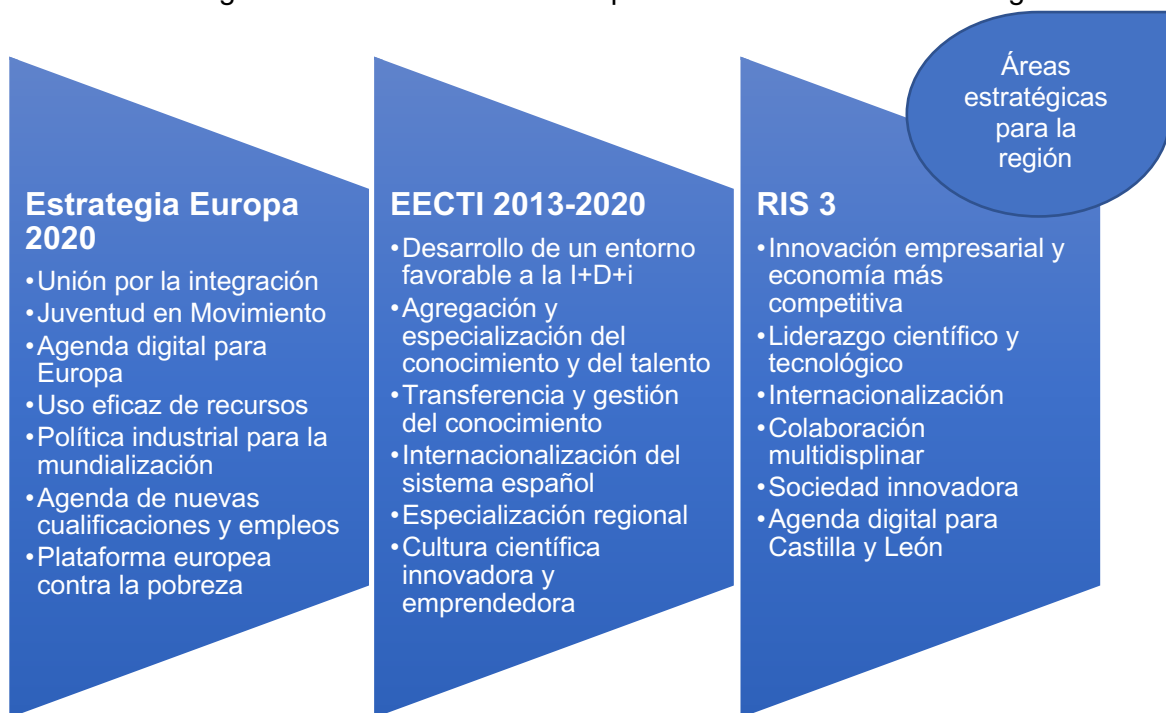 Áreas
estratégicas
para la
región
Estrategia Europa
2020
•Unión por la integración
•Juventud en Movimiento
•Agenda digital para
Europa
•Uso eficaz de recursos
•Política industrial para la
mundialización
•Agenda de nuevas
cualificaciones y empleos
•Plataforma europea
contra la pobreza
EECTI 2013-2020
•Desarrollo de un entorno
favorable a la I+D+i
•Agregación y
especialización del
conocimiento y del talento
•Transferencia y gestión
del conocimiento
•Internacionalización del
sistema español
•Especialización regional
•Cultura científica
innovadora y
emprendedora
RIS 3
•Innovación empresarial y
economía más
competitiva
•Liderazgo científico y
tecnológico
•Internacionalización
•Colaboración
multidisplinar
•Sociedad innovadora
•Agenda digital para
Castilla y León